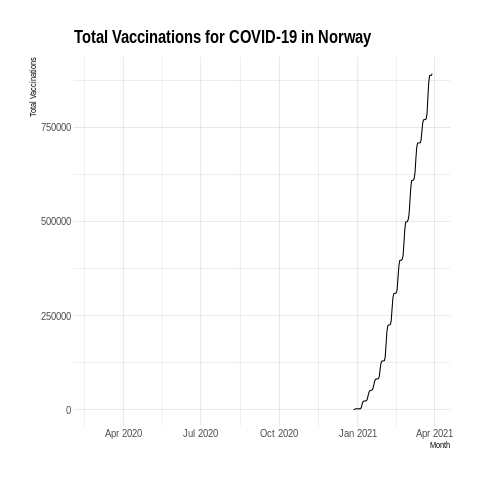 Total Vaccinations for COVID-19 in Norway
Total Vaccinations
750000
500000
250000
0
Apr 2020 Jul 2020 Oct 2020 Jan 2021 Apr 2021
Month